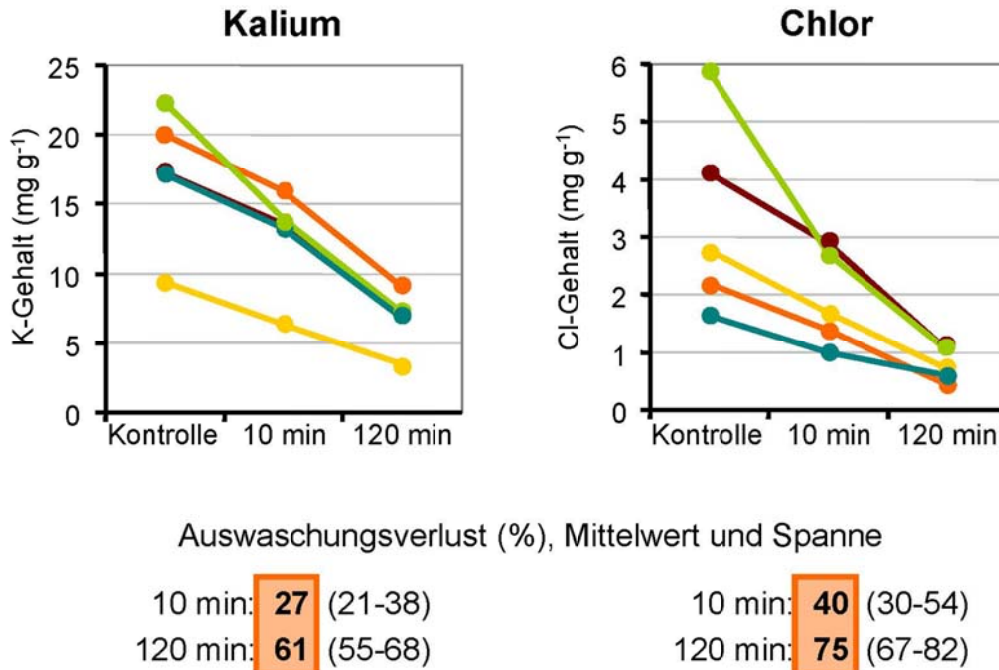 Kalium
25
20
15
10
5
0
K-Gehalt (mg g⁻¹)
Kontrolle 10 min 120 min
Chlor
6
5
4
3
2
1
0
Cl-Gehalt (mg g⁻¹)
Kontrolle 10 min 120 min
Auswaschungsverlust (%), Mittelwert und Spanne
10 min: 27 (21-38)
120 min: 61 (55-68)
10 min: 40 (30-54)
120 min: 75 (67-82)